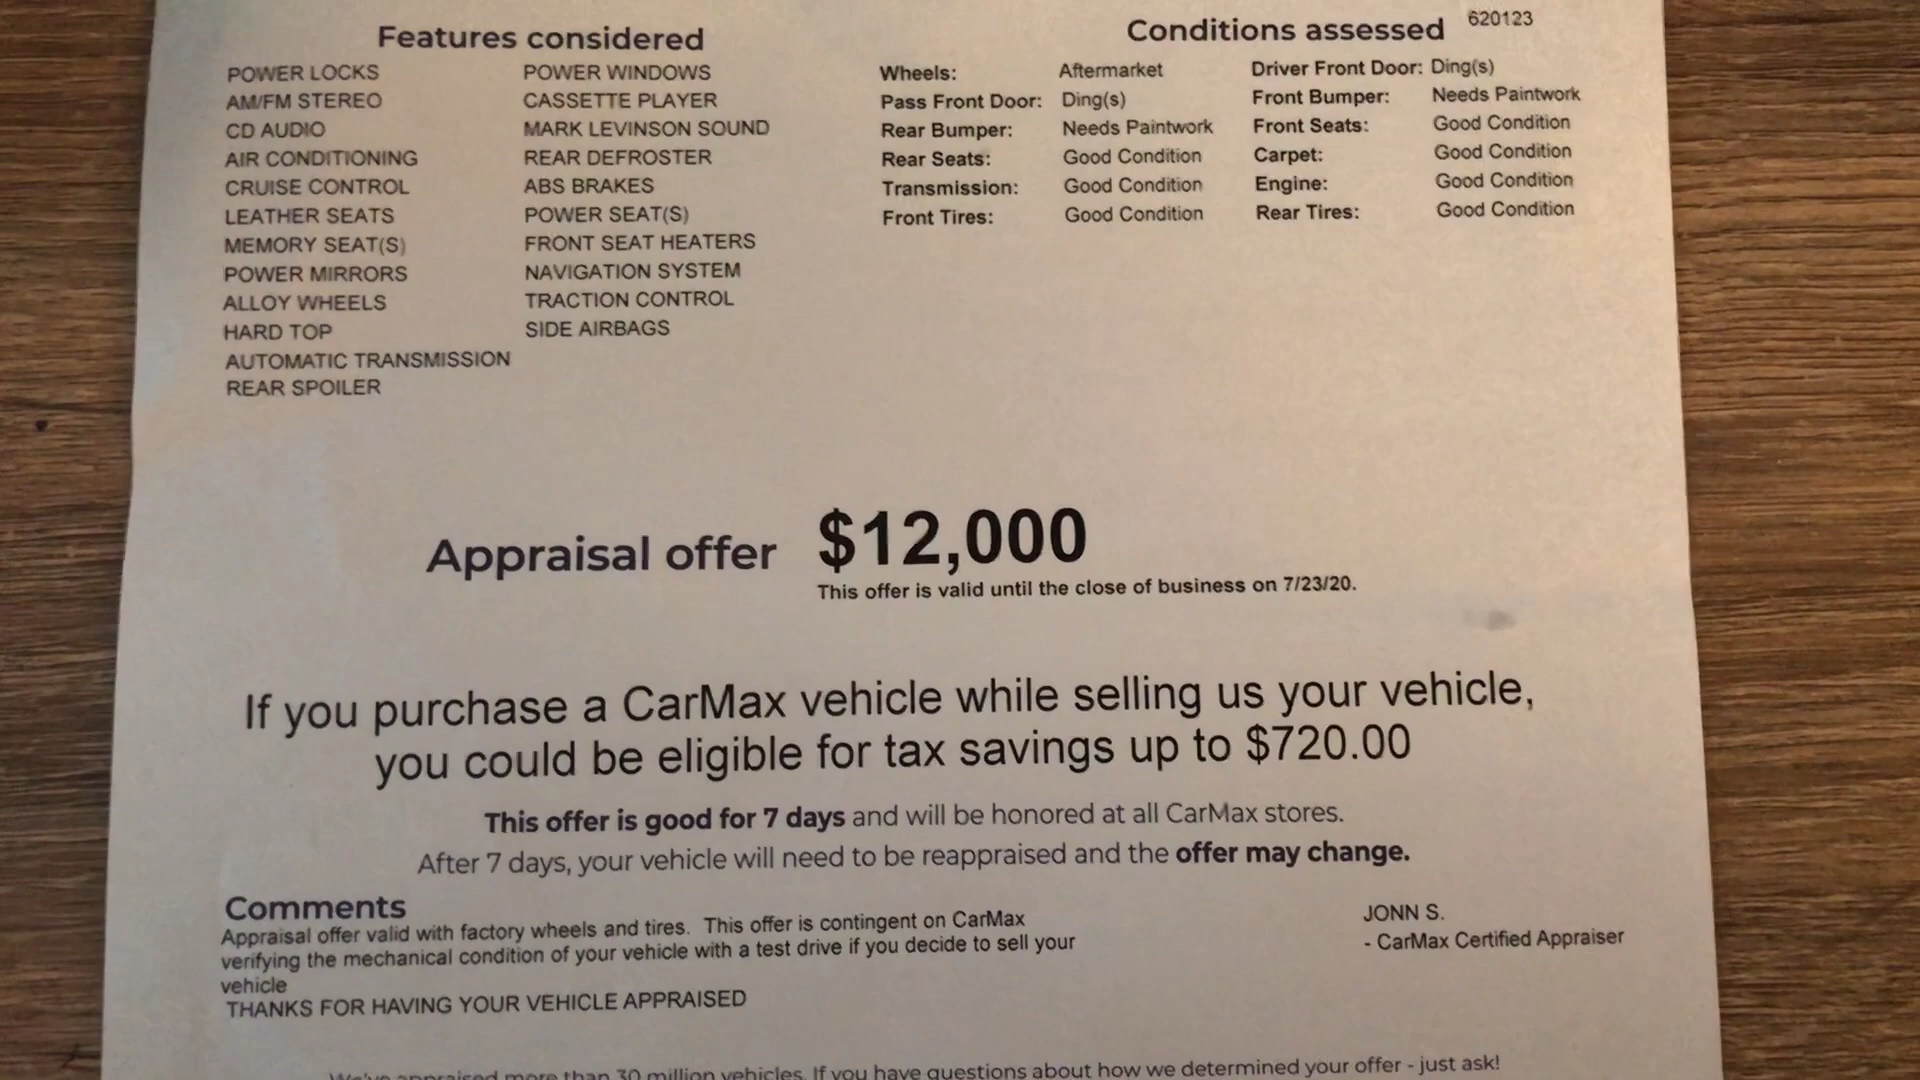 Features considered
POWER LOCKS
AM/FM STEREO
CD AUDIO
AIR CONDITIONING
CRUISE CONTROL
LEATHER SEATS
MEMORY SEAT(S)
POWER MIRRORS
ALLOY WHEELS
HARD TOP
AUTOMATIC TRANSMISSION
REAR SPOILER
POWER WINDOWS
CASSETTE PLAYER
MARK LEVINSON SOUND
REAR DEFROSTER
ABS BRAKES
POWER SEAT(S)
FRONT SEAT HEATERS
NAVIGATION SYSTEM
TRACTION CONTROL
SIDE AIRBAGS
Conditions assessed 620123
Wheels: Aftermarket Driver Front Door: Ding(s)
Pass Front Door: Ding(s) Front Bumper: Needs Paintwork
Rear Bumper: Needs Paintwork Front Seats: Good Condition
Rear Seats: Good Condition Carpet: Good Condition
Transmission: Good Condition Engine: Good Condition
Front Tires: Good Condition Rear Tires: Good Condition
Appraisal offer $12,000
This offer is valid until the close of business on 7/23/20.
If you purchase a CarMax vehicle while selling us your vehicle,
you could be eligible for tax savings up to $720.00
This offer is good for 7 days and will be honored at all CarMax stores.
After 7 days, your vehicle will need to be reappraised and the offer may change.
Comments
Appraisal offer valid with factory wheels and tires. This offer is contingent on CarMax
verifying the mechanical condition of your vehicle with a test drive if you decide to sell your
vehicle
THANKS FOR HAVING YOUR VEHICLE APPRAISED
JONN S.
- CarMax Certified Appraiser
We've appraised more than 30 million vehicles. If you have questions about how we determined your offer - just ask!